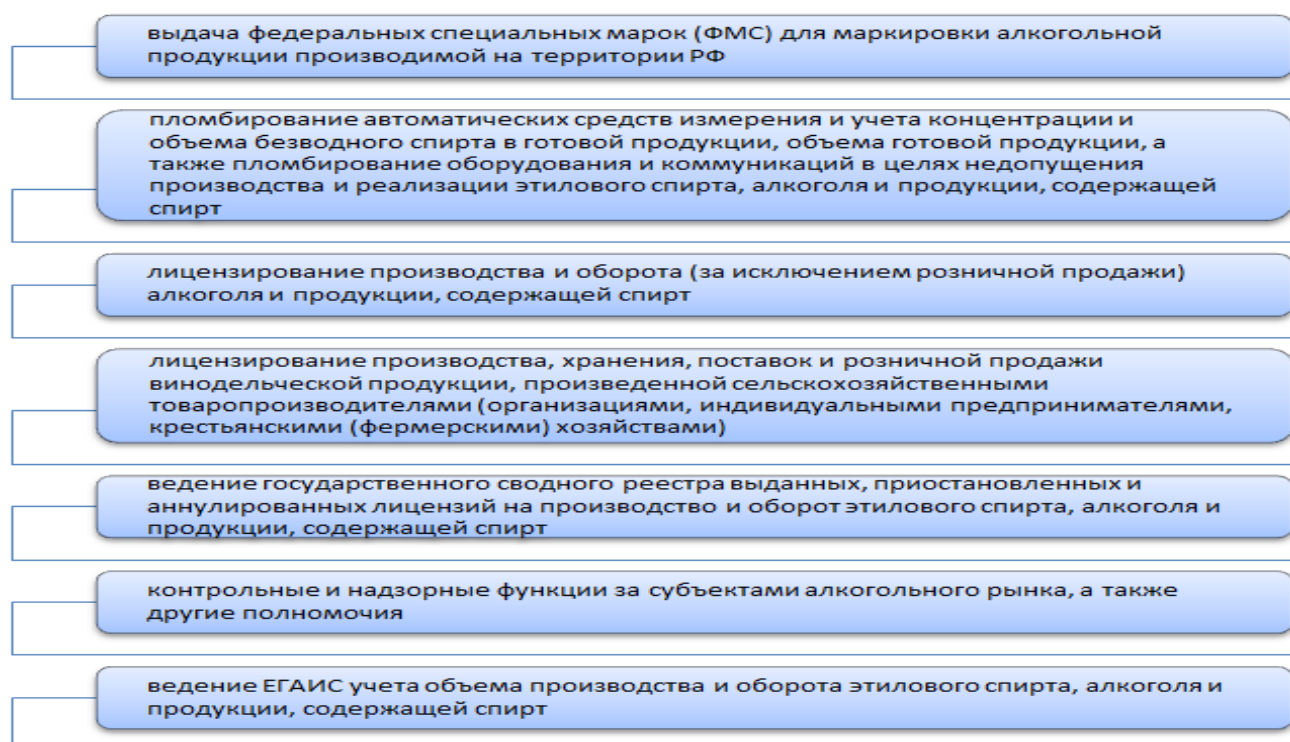 выдача федеральных специальных марок (ФМС) для маркировки алкогольной
продукции производимой на территории РФ
пломбирование автоматических средств измерения и учета концентрации и
объема безводного спирта в готовой продукции, объема готовой продукции, а
также пломбирование оборудования и коммуникаций в целях недопущения
производства и реализации этилового спирта, алкоголя и продукции, содержащей
спирт
лицензирование производства и оборота (за исключением розничной продажи)
алкоголя и продукции, содержащей спирт
лицензирование производства, хранения, поставок и розничной продажи
винодельческой продукции, произведенной сельскохозяйственными
товаропроизводителями (организациями, индивидуальными предпринимателями,
крестьянскими (фермерскими) хозяйствами)
ведение государственного сводного реестра выданных, приостановленных и
аннулированных лицензий на производство и оборот этилового спирта, алкоголя и
продукции, содержащей спирт
контрольные и надзорные функции за субъектами алкогольного рынка, а также
другие полномочия
ведение ЕГАИС учета объема производства и оборота этилового спирта, алкоголя и
продукции, содержащей спирт